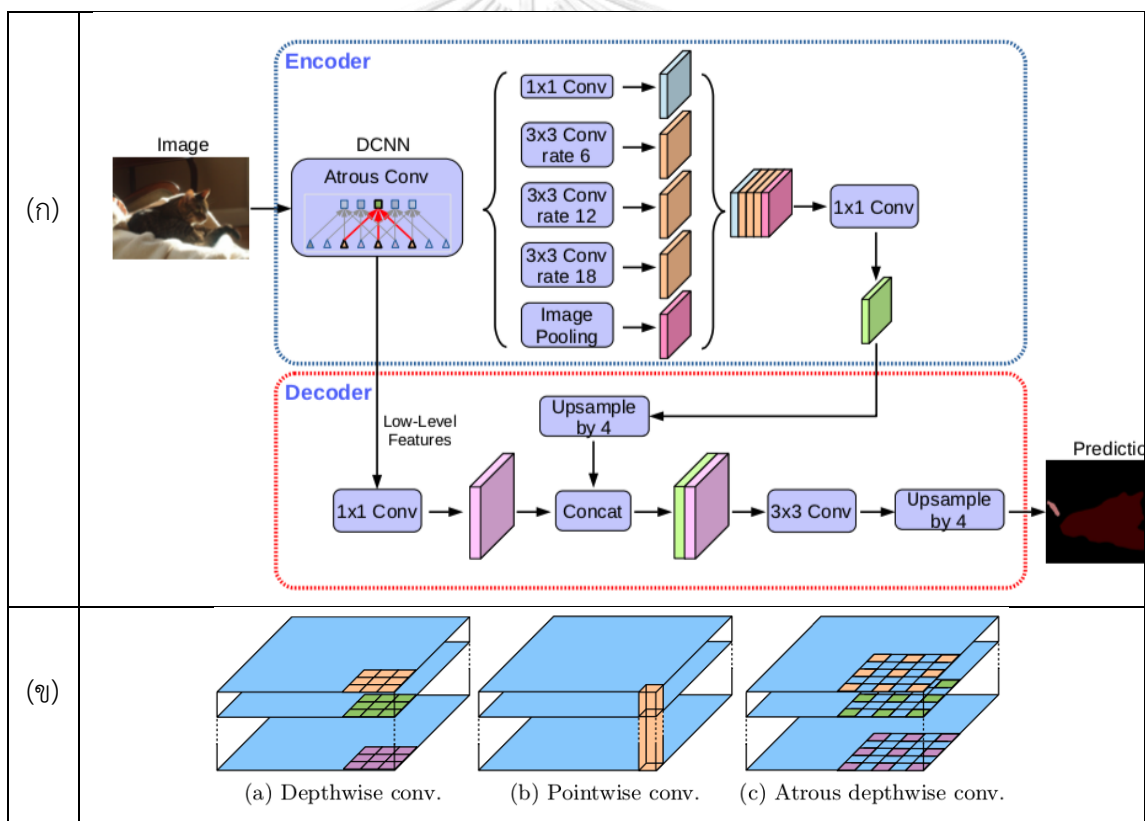 (ก)
Encoder
Image
DCNN
Atrous Conv
1x1 Conv
3x3 Conv
rate 6
3x3 Conv
rate 12
3x3 Conv
rate 18
Image
Pooling
1x1 Conv
Decoder
Low-Level
Features
Upsample
by 4
1x1 Conv
Concat
3x3 Conv
Upsample
by 4
Predictio
(ข)
(a) Depthwise conv.
(b) Pointwise conv.
(c) Atrous depthwise conv.